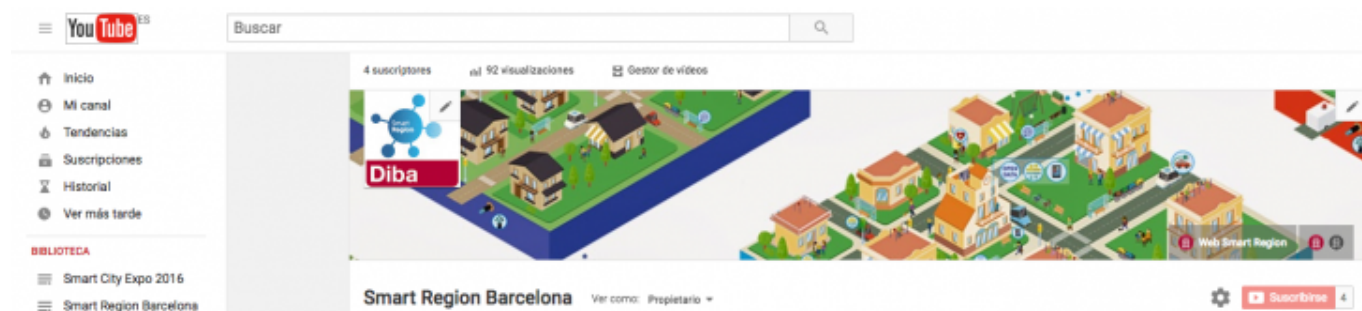 YouTube ES
Buscar
Inicio
Mi canal
Tendencias
Suscripciones
Historial
Ver más tarde
BIBLIOTECA
Smart City Expo 2016
Smart Region Barcelona
4 suscriptores 92 visualizaciones Gestor de vídeos
Smart
Region
Diba
OPEN
DATA
Web Smart Region
Smart Region Barcelona Ver como: Propietario
Suscribirse 4